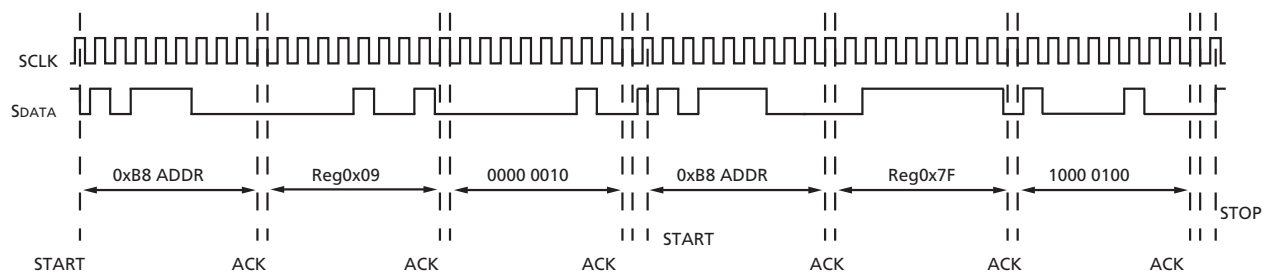 SCLK
SDATA
0xB8 ADDR Reg0x09 0000 0010 0xB8 ADDR Reg0x7F 1000 0100
STOP
START
START ACK ACK ACK ACK ACK ACK